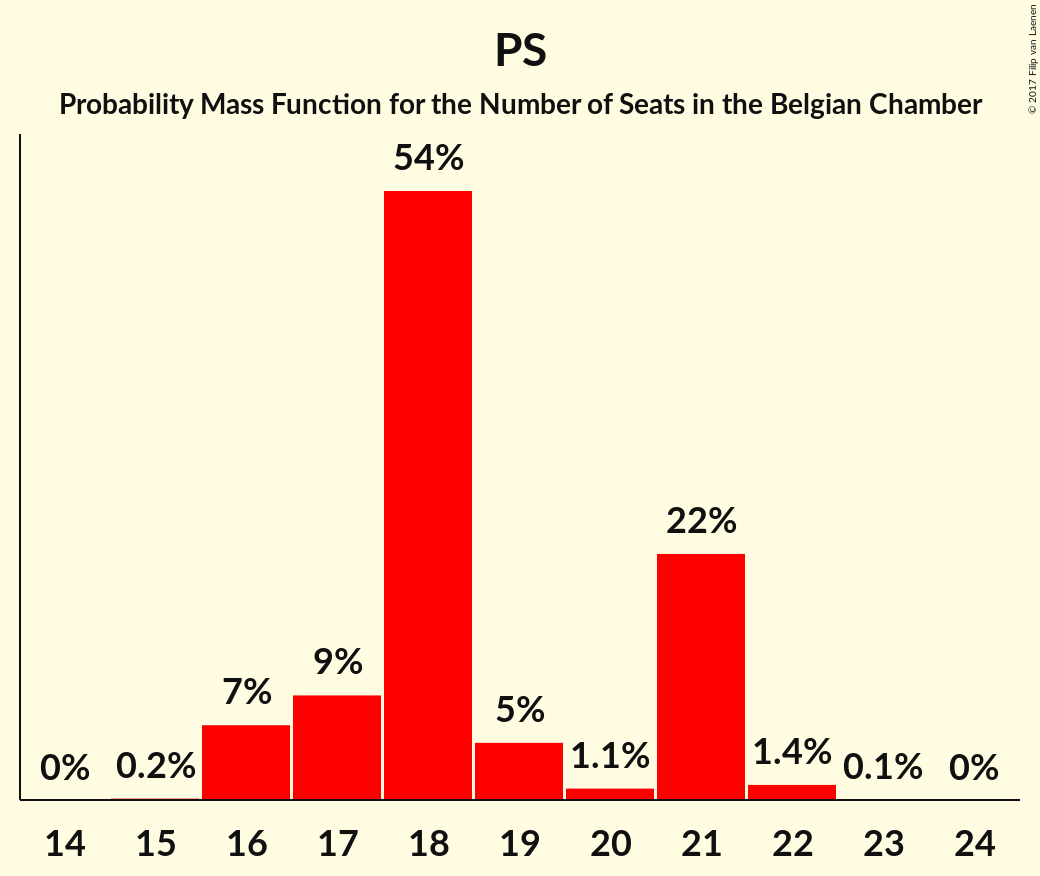 PS
Probability Mass Function for the Number of Seats in the Belgian Chamber
© 2017 Filip van Laenen
54%
22%
9%
7%
5%
1.4%
1.1%
0% 0.2% 0.1% 0%
14 15 16 17 18 19 20 21 22 23 24